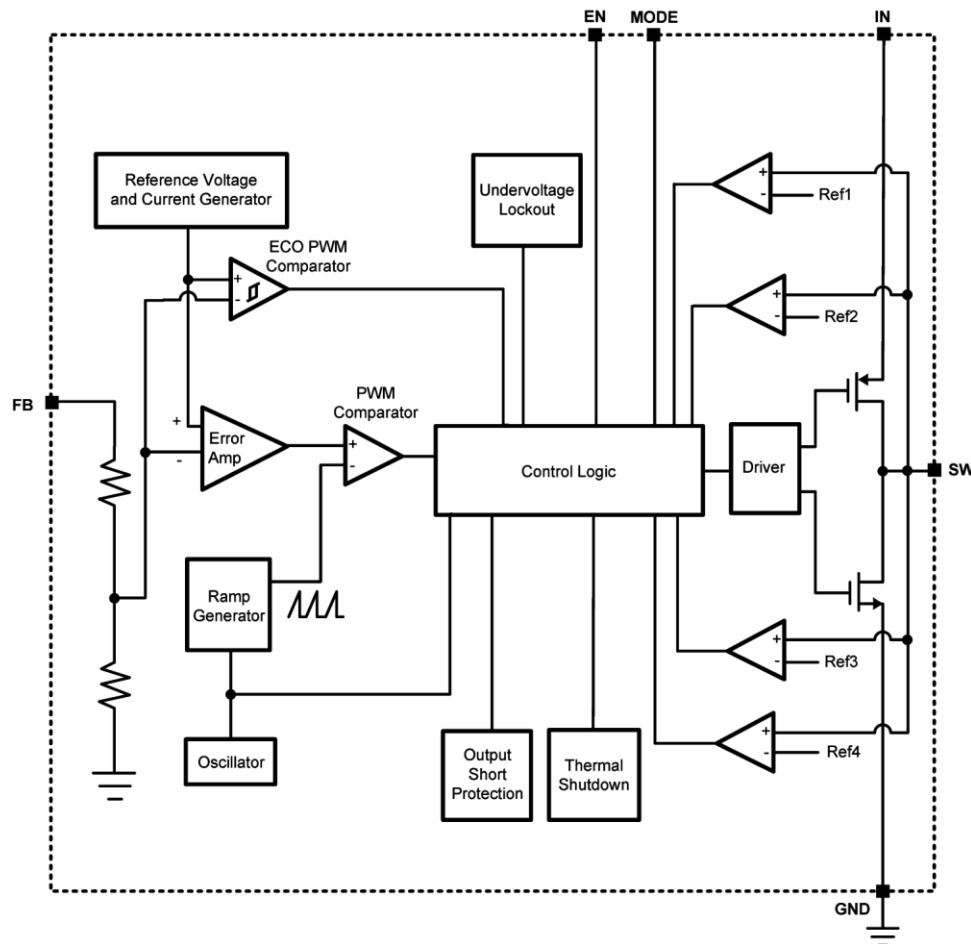 EN
MODE
IN
Reference Voltage
and Current Generator
Undervoltage
Lockout
+
-
Ref1
ECO PWM
Comparator
+
-
+
-
Ref2
FB
PWM
Comparator
+
-
Error
Amp
+
-
Control Logic
Driver
SW
Ramp
Generator
+
-
Ref3
+
-
Ref4
Oscillator
Output
Short
Protection
Thermal
Shutdown
GND